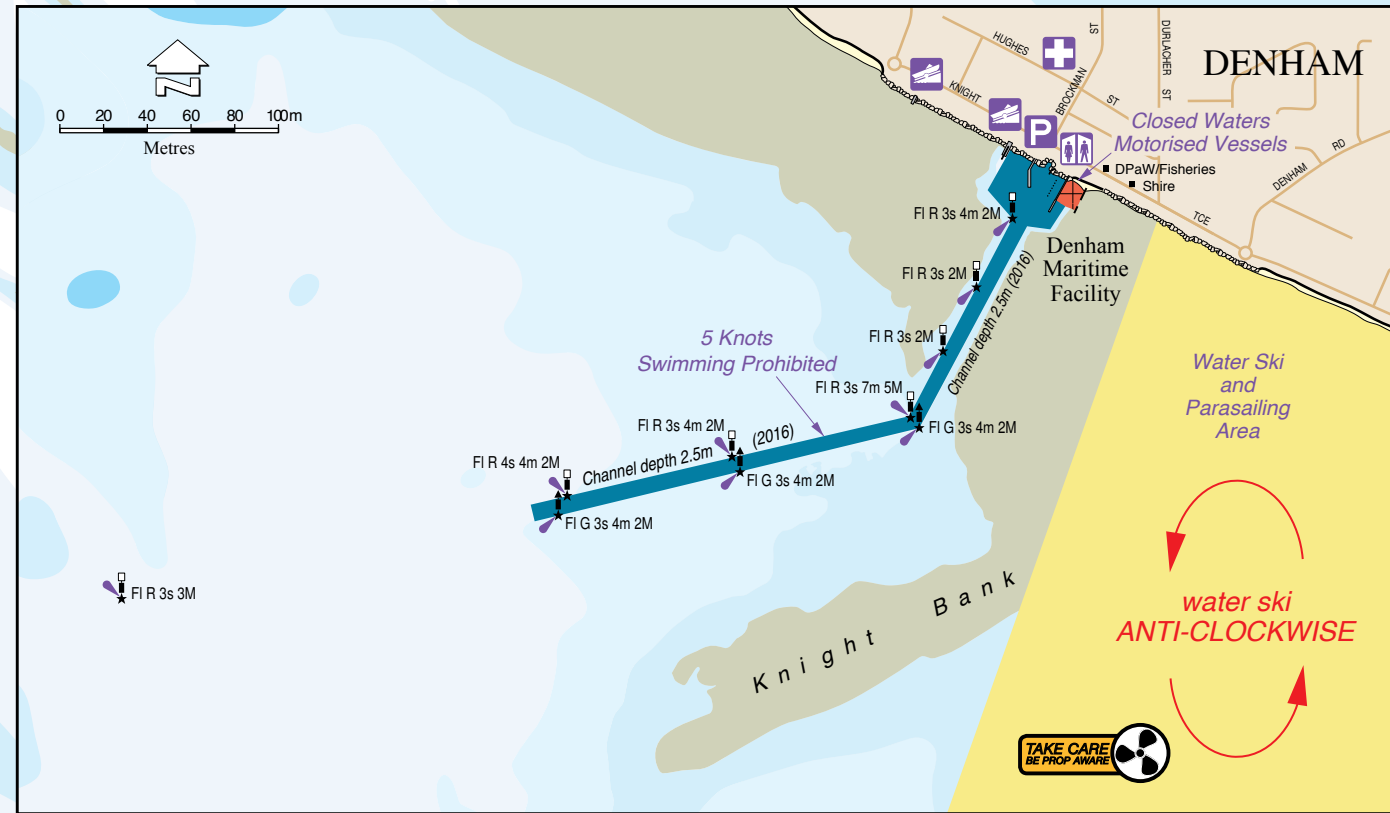 N
0 20 40 60 80 100m
Metres
DENHAM
HUGHES
ST
KNIGHT
TCE
BROCKMAN
ST
DURLACHER
ST
DENHAM
RD
P
Closed Waters
Motorised Vessels
DPaW/Fisheries
Shire
Denham
Maritime
Facility
Fl R 3s 4m 2M
Fl R 3s 2M
Fl R 3s 2M
Channel depth 2.5m (2016)
5 Knots
Swimming Prohibited
Fl R 3s 7m 5M
Fl G 3s 4m 2M
Fl R 3s 4m 2M
Channel depth 2.5m (2016)
Fl G 3s 4m 2M
Fl R 4s 4m 2M
Fl G 3s 4m 2M
Fl R 3s 3M
Knight Bank
Water Ski
and
Parasailing
Area
water ski
ANTI-CLOCKWISE
TAKE CARE
BE PROP AWARE